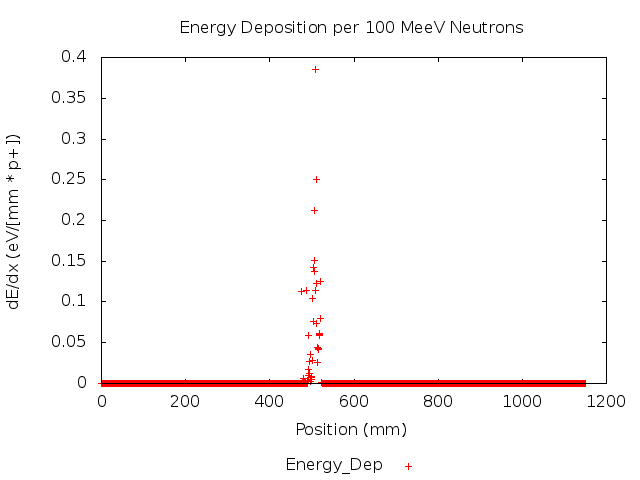 Energy Deposition per 100 MeeV Neutrons
dE/dx (eV/[mm * p+])
0.4
0.35
0.3
0.25
0.2
0.15
0.1
0.05
0
0 200 400 600 800 1000 1200
Position (mm)
Energy_Dep